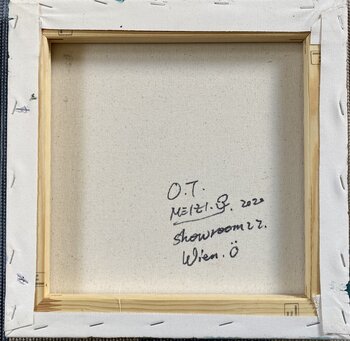 O.T.
MEIZI. 2020
Showroom22.
Wien.Ö